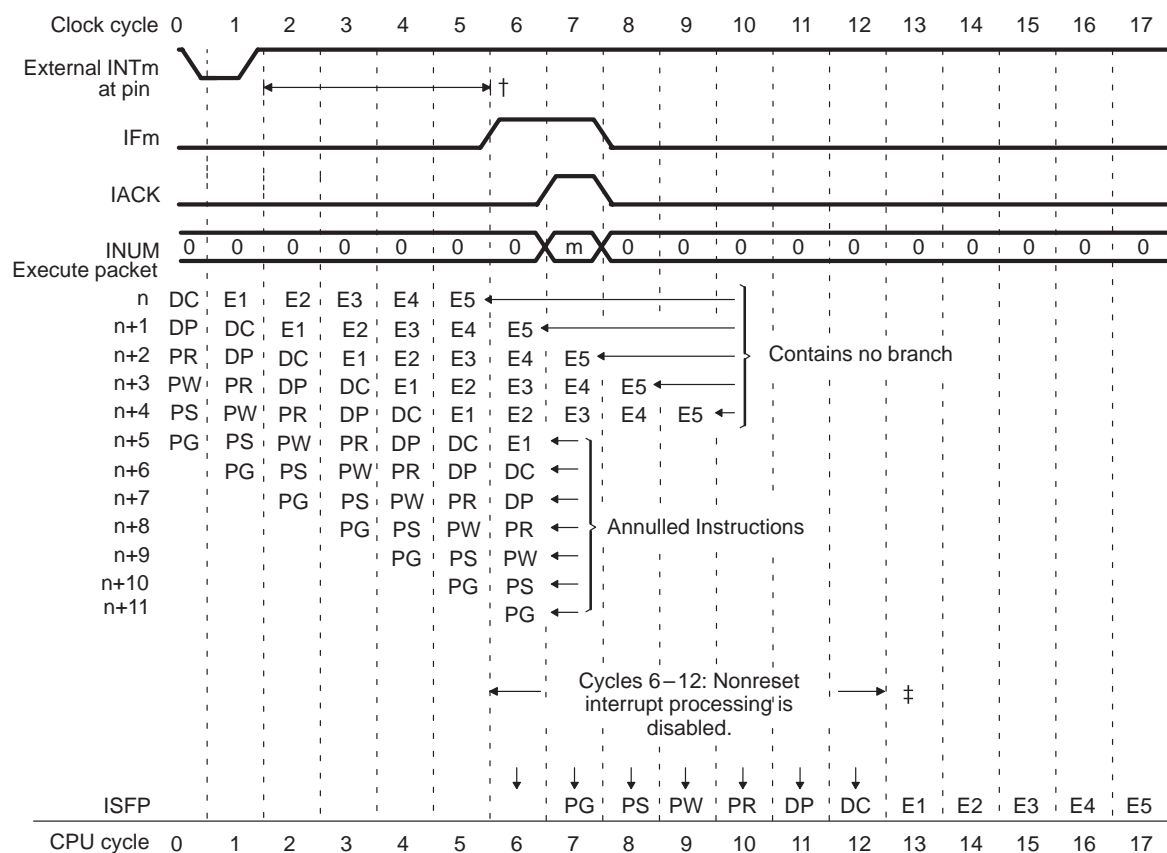 Clock cycle 0 1 2 3 4 5 6 7 8 9 10 11 12 13 14 15 16 17
External INTm
at pin
†
IFm
IACK
INUM 0 0 0 0 0 0 0 m 0 0 0 0 0 0 0 0 0 0
Execute packet
n DC E1 E2 E3 E4 E5
n+1 DP DC E1 E2 E3 E4 E5
n+2 PR DP DC E1 E2 E3 E4 E5
Contains no branch
n+3 PW PR DP DC E1 E2 E3 E4 E5
n+4 PS PW PR DP DC E1 E2 E3 E4 E5
n+5 PG PS PW PR DP DC E1
n+6 PG PS PW PR DP DC
n+7 PG PS PW PR DP
n+8 PG PS PW PR
Annulled Instructions
n+9 PG PS PW
n+10 PG PS
n+11 PG
Cycles 6–12: Nonreset
interrupt processing is
disabled.
‡
ISFP PG PS PW PR DP DC E1 E2 E3 E4 E5
CPU cycle 0 1 2 3 4 5 6 7 8 9 10 11 12 13 14 15 16 17